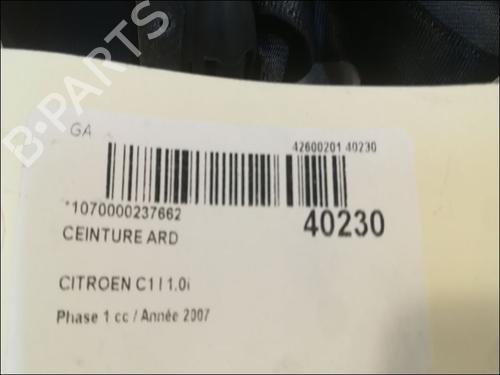 B-PARTS
GA
42600201 40230
*1070000237662
40230
CEINTURE ARD
CITROEN C1 I 1.0i
Phase 1 cc / Année 2007